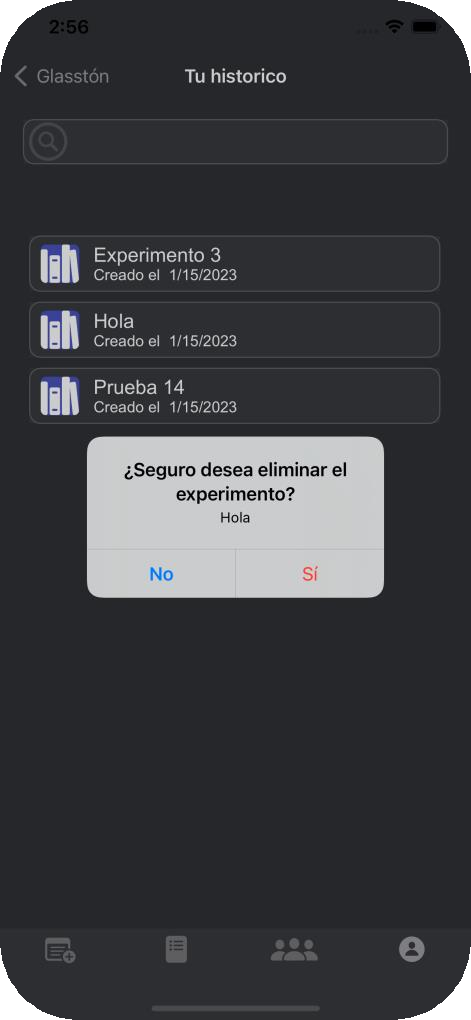 2:56
Glasstón
Tu historico
Experimento 3
Creado el 1/15/2023
Hola
Creado el 1/15/2023
Prueba 14
Creado el 1/15/2023
¿Seguro desea eliminar el
experimento?
Hola
No
Sí